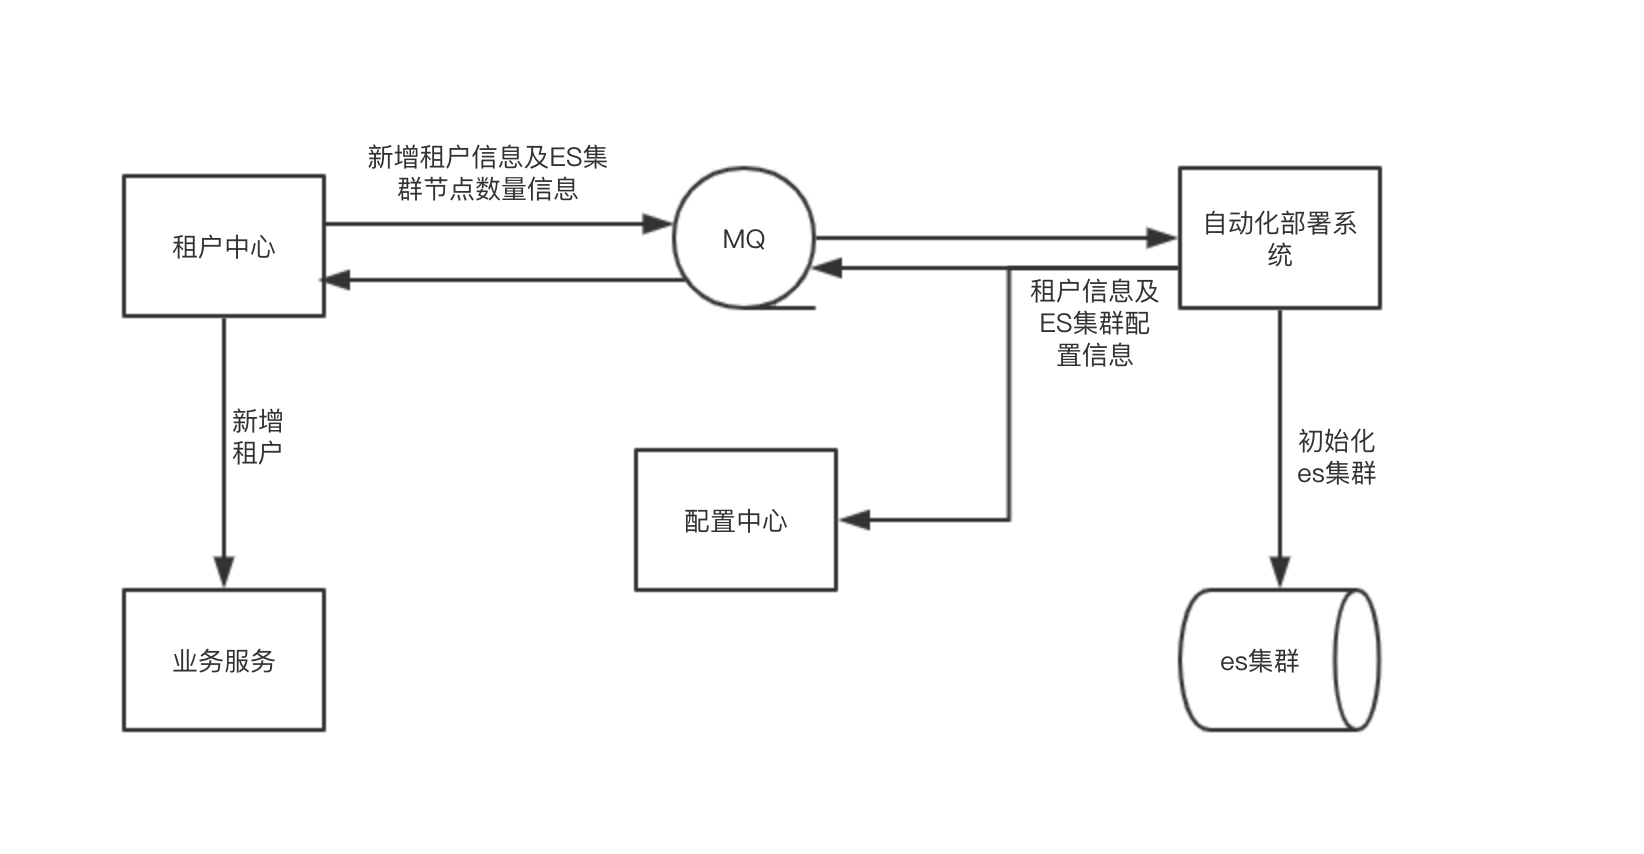 新增租户信息及ES集
群节点数量信息
租户中心
MQ
自动化部署系
统
租户信息及
ES集群配
置信息
新增
租户
初始化
es集群
配置中心
业务服务
es集群